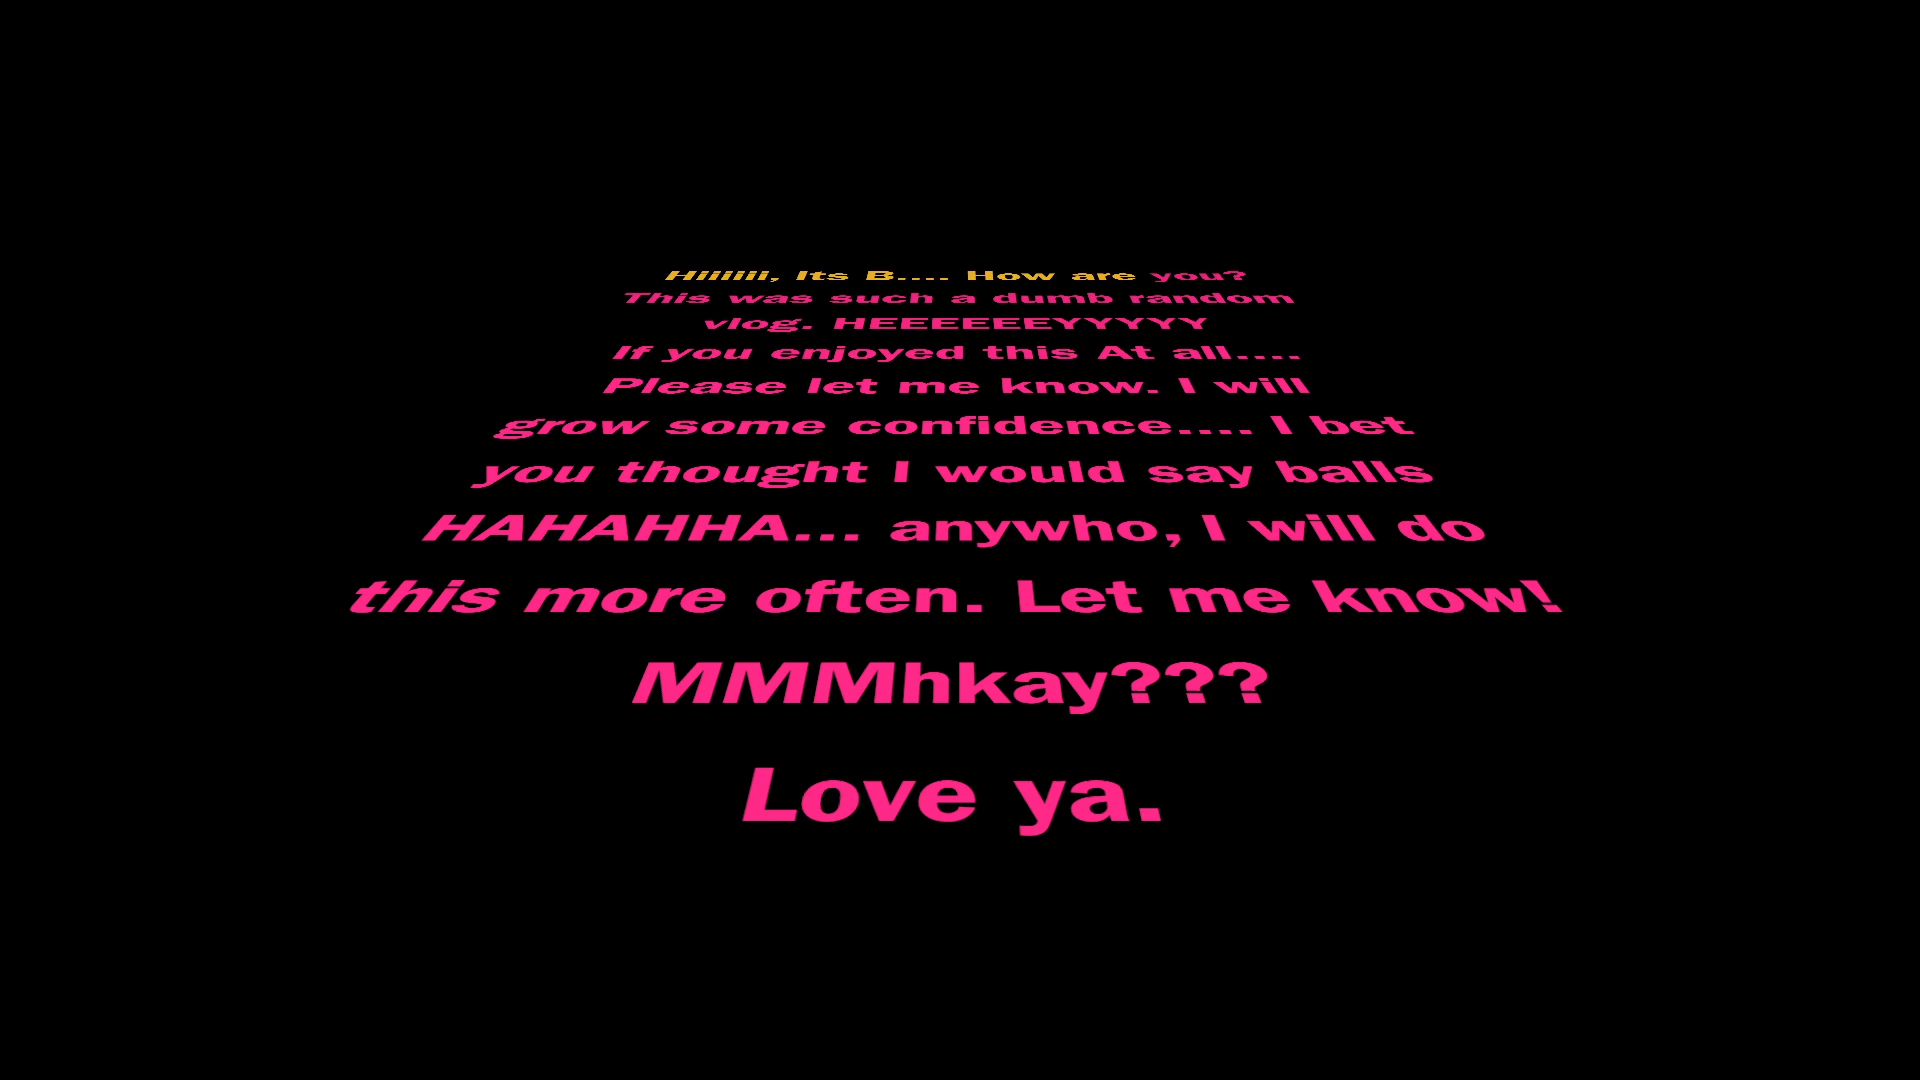 Hiiiiiii, Its B.... How are you?
This was such a dumb random
vlog. HEEEEEEEYYYYY
If you enjoyed this At all....
Please let me know. I will
grow some confidence.... I bet
you thought I would say balls
HAHAHHA... anywho, I will do
this more often. Let me know!
MMMhkay???
Love ya.